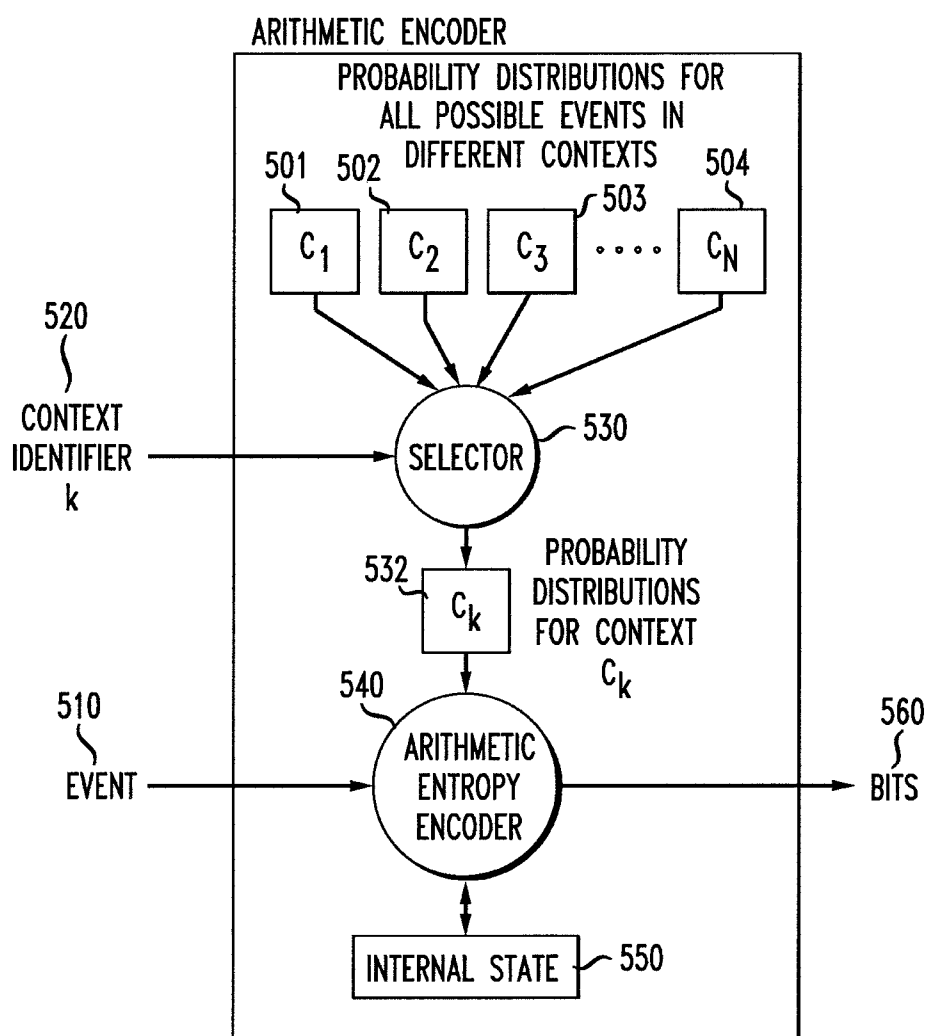 ARITHMETIC ENCODER
PROBABILITY DISTRIBUTIONS FOR
ALL POSSIBLE EVENTS IN
DIFFERENT CONTEXTS
501
502
503
504
C1
C2
C3
CN
520
CONTEXT
IDENTIFIER
k
SELECTOR
530
532
Ck
PROBABILITY
DISTRIBUTIONS
FOR CONTEXT
Ck
510
EVENT
540
ARITHMETIC
ENTROPY
ENCODER
560
BITS
INTERNAL STATE
550